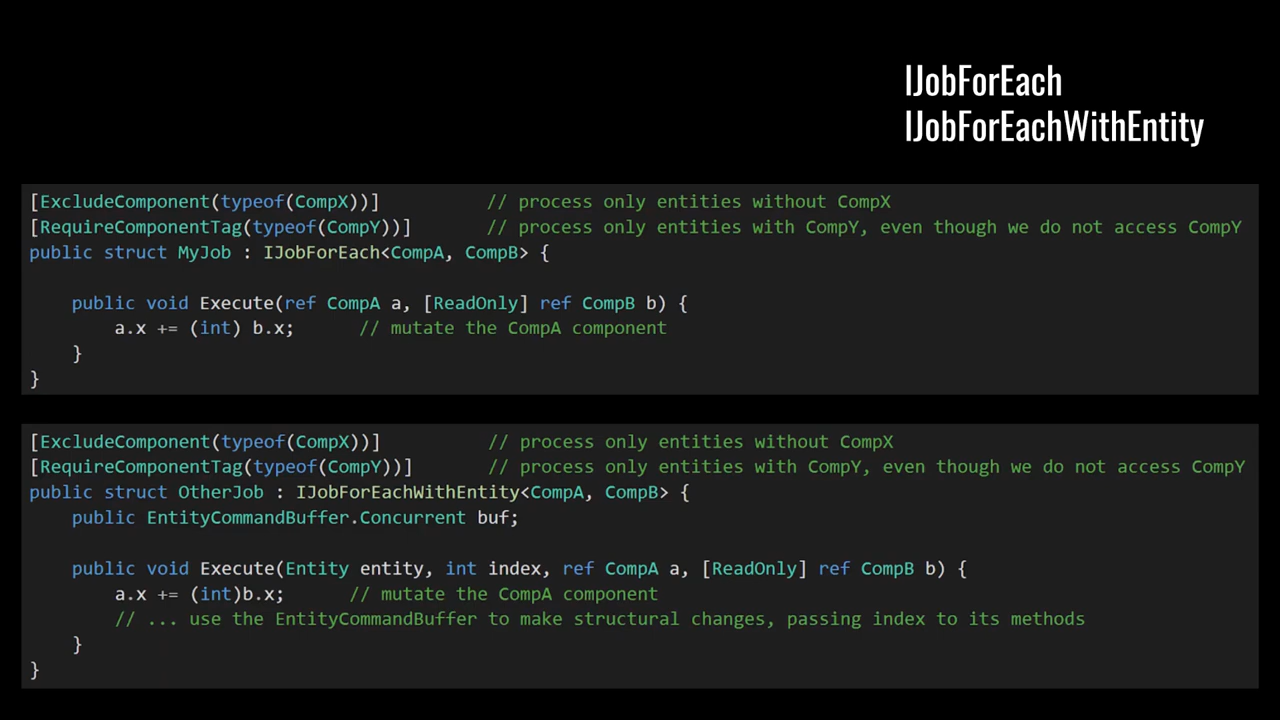 IJobForEach
IJobForEachWithEntity
[ExcludeComponent(typeof(CompX))]          // process only entities without CompX
[RequireComponentTag(typeof(CompY))]       // process only entities with CompY, even though we do not access CompY
public struct MyJob : IJobForEach<CompA, CompB> {
    public void Execute(ref CompA a, [ReadOnly] ref CompB b) {
        a.x += (int) b.x;      // mutate the CompA component
    }
}
[ExcludeComponent(typeof(CompX))]          // process only entities without CompX
[RequireComponentTag(typeof(CompY))]       // process only entities with CompY, even though we do not access CompY
public struct OtherJob : IJobForEachWithEntity<CompA, CompB> {
    public EntityCommandBuffer.Concurrent buf;
    public void Execute(Entity entity, int index, ref CompA a, [ReadOnly] ref CompB b) {
        a.x += (int)b.x;      // mutate the CompA component
        // ... use the EntityCommandBuffer to make structural changes, passing index to its methods
    }
}